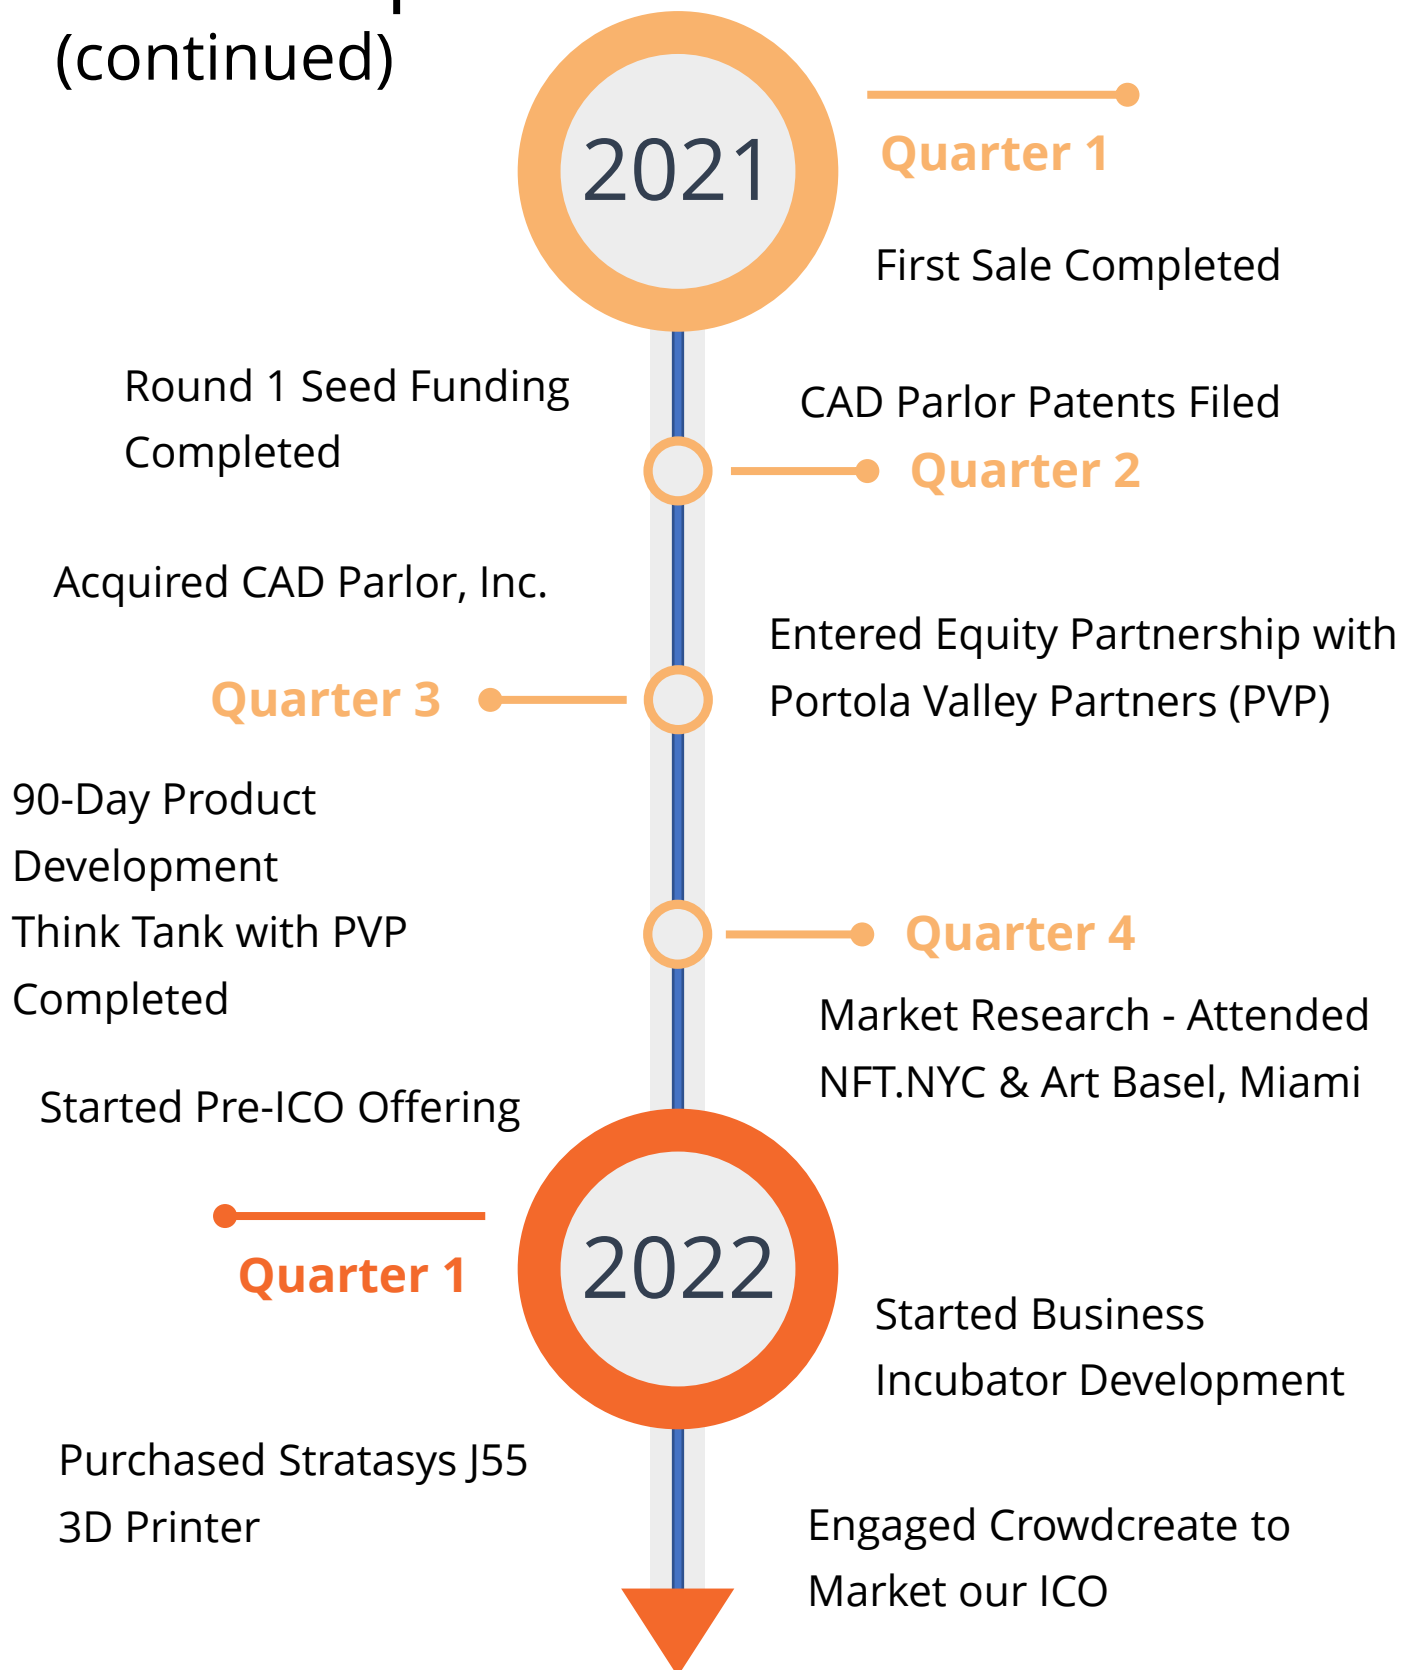 (continued)
2021
Quarter 1
First Sale Completed
Round 1 Seed Funding
Completed
CAD Parlor Patents Filed
Quarter 2
Acquired CAD Parlor, Inc.
Entered Equity Partnership with
Portola Valley Partners (PVP)
Quarter 3
90-Day Product
Development
Think Tank with PVP
Completed
Quarter 4
Market Research - Attended
NFT.NYC & Art Basel, Miami
Started Pre-ICO Offering
Quarter 1
2022
Started Business
Incubator Development
Purchased Stratasys J55
3D Printer
Engaged Crowdcreate to
Market our ICO